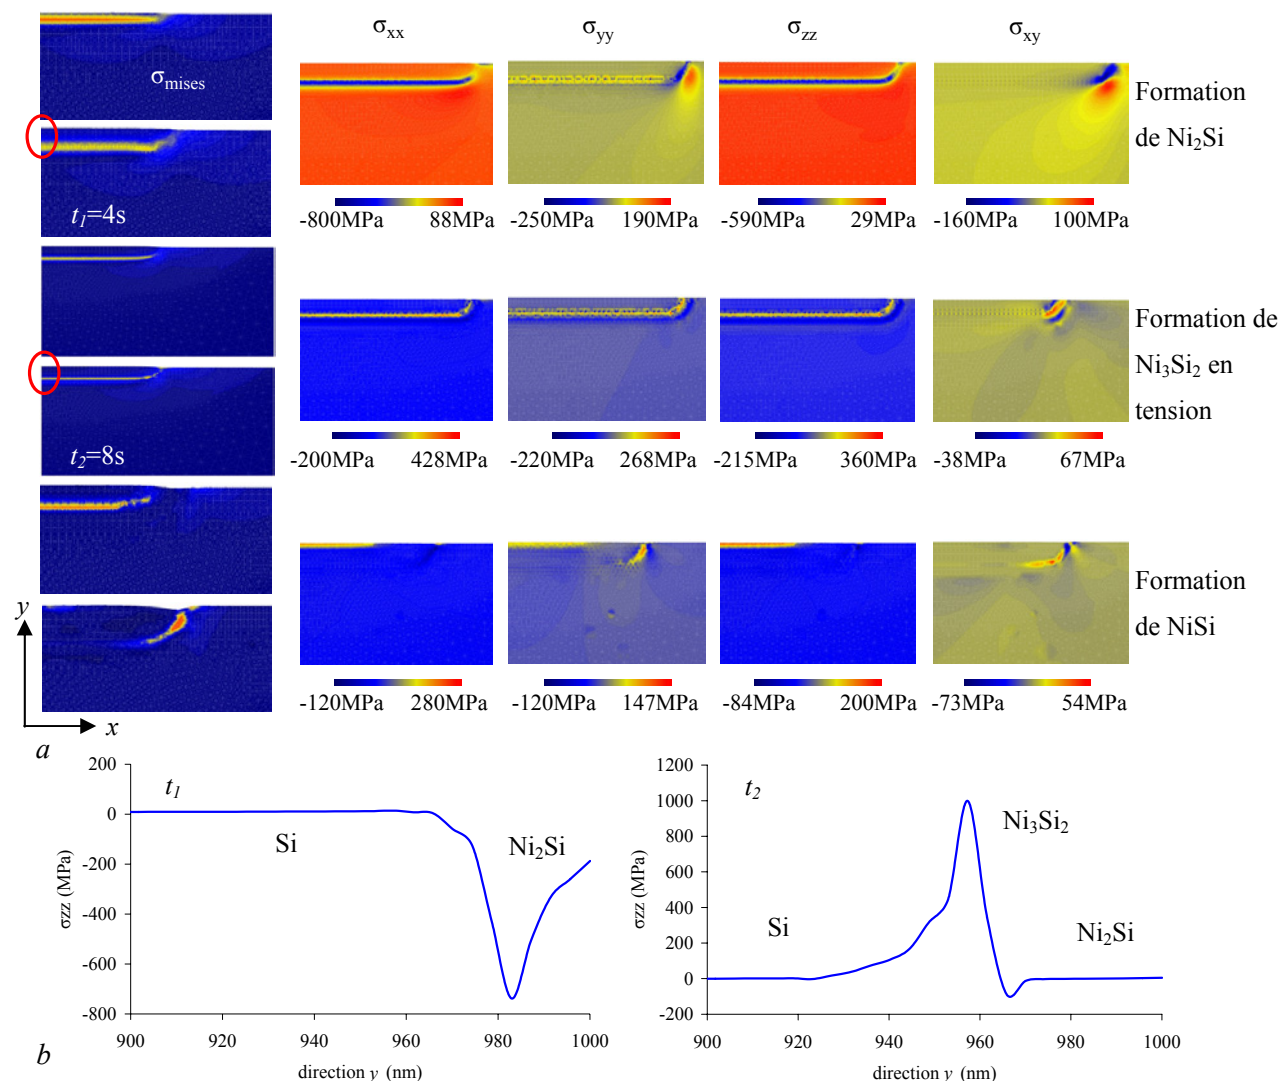 σxx σyy σzz σxy
σmises
Formation
de Ni2Si
t1=4s
-800MPa 88MPa -250MPa 190MPa -590MPa 29MPa -160MPa 100MPa
Formation de
Ni3Si2 en
tension
t2=8s
-200MPa 428MPa -220MPa 268MPa -215MPa 360MPa -38MPa 67MPa
Formation
de NiSi
y
x
-120MPa 280MPa -120MPa 147MPa -84MPa 200MPa -73MPa 54MPa
a
t1
σzz (MPa)
200
0
-200
-400
-600
-800
Si
Ni2Si
900 920 940 960 980 1000
direction y (nm)
t2
σzz (MPa)
1200
1000
800
600
400
200
0
-200
Ni3Si2
Si
Ni2Si
900 920 940 960 980 1000
direction y (nm)
b